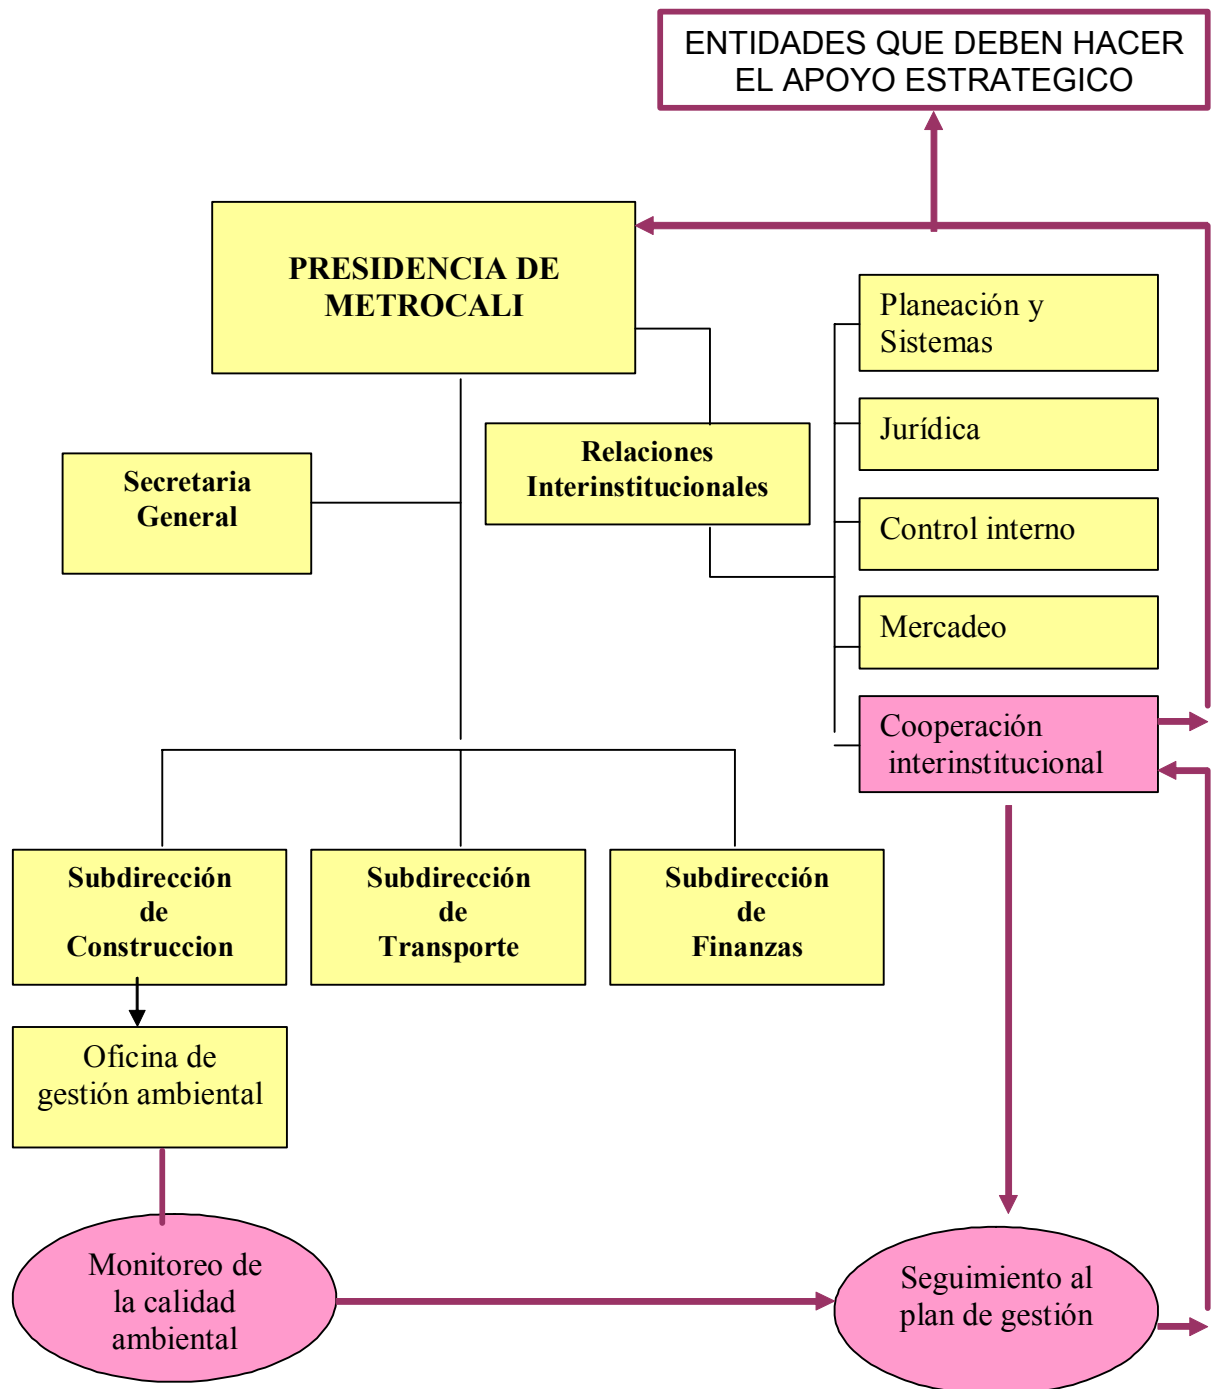 ENTIDADES QUE DEBEN HACER
EL APOYO ESTRATEGICO
PRESIDENCIA DE
METROCALI
Planeación y
Sistemas
Jurídica
Relaciones
Interinstitucionales
Secretaria
General
Control interno
Mercadeo
Cooperación
interinstitucional
Subdirección
de
Construccion
Subdirección
de
Transporte
Subdirección
de
Finanzas
Oficina de
gestión ambiental
Monitoreo de
la calidad
ambiental
Seguimiento al
plan de gestión